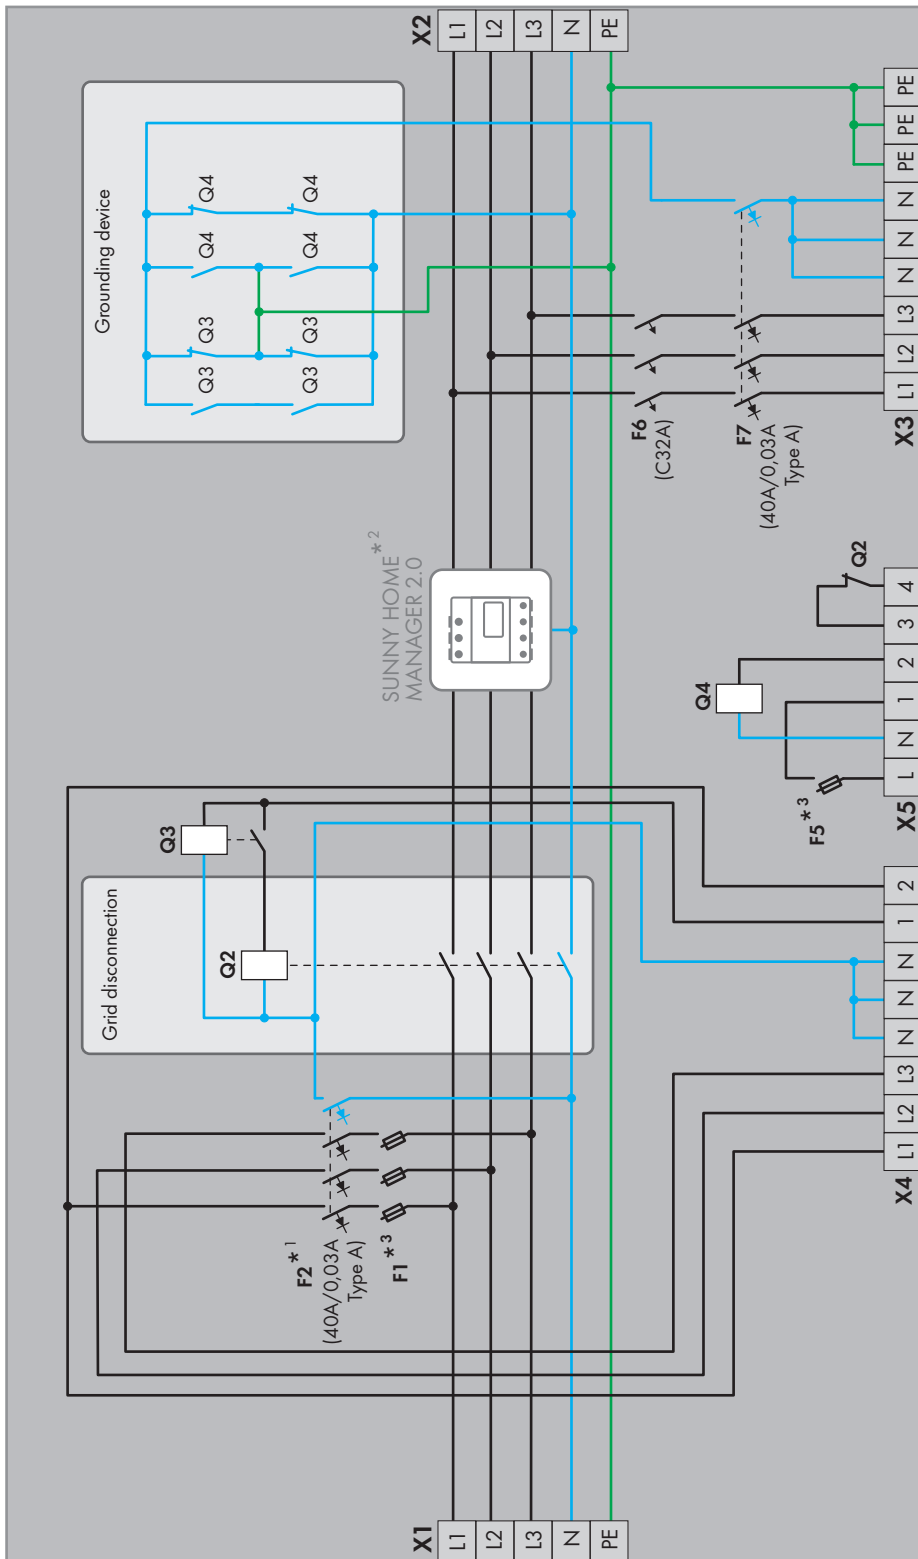 X1
L1
L2
L3
N
PE
F2*1
(40A/0,03A
Type A)
F1*3
Grid disconnection
Q2
Q3
SUNNY HOME*2
MANAGER 2.0
Grounding device
Q3
Q3
Q3
Q3
Q4
Q4
Q4
Q4
X2
L1
L2
L3
N
PE
X4
L1
L2
L3
N
N
N
1
2
X5
L
N
1
2
3
4
F5*3
Q4
Q2
F6
(C32A)
F7
(40A/0,03A
Type A)
X3
L1
L2
L3
N
N
N
PE
PE
PE